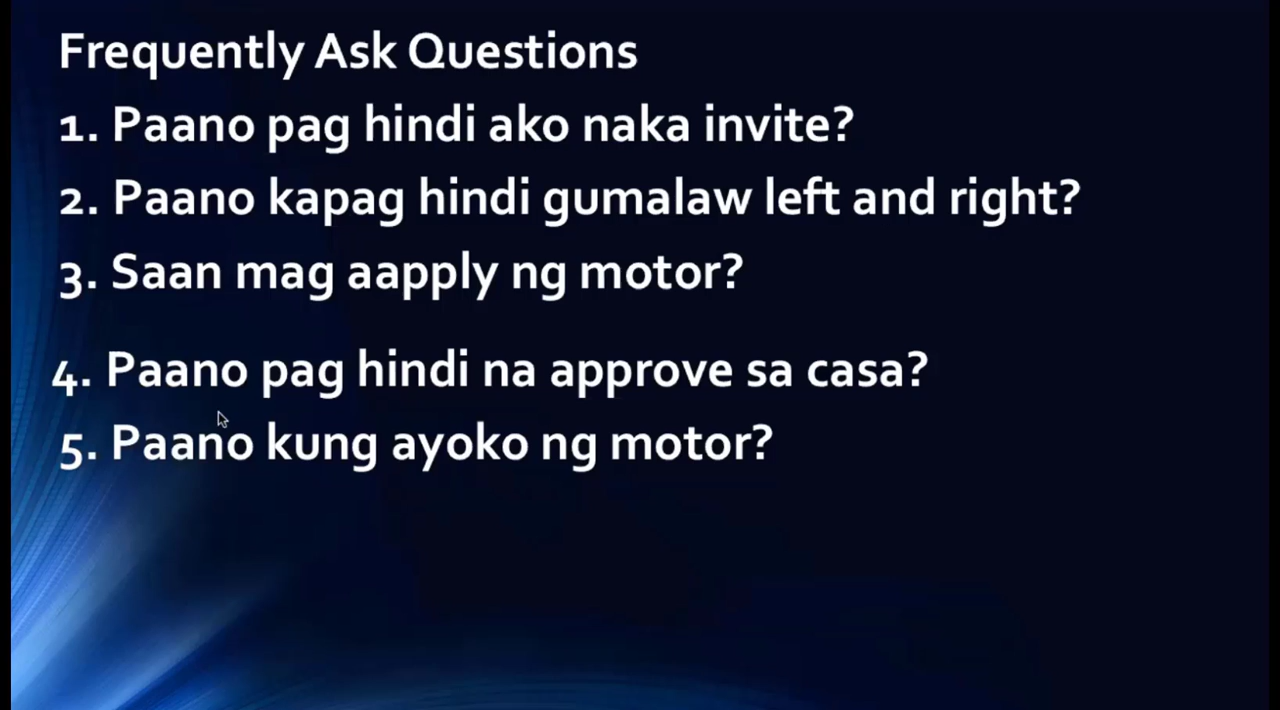 Frequently Ask Questions
1. Paano pag hindi ako naka invite?
2. Paano kapag hindi gumalaw left and right?
3. Saan mag aapply ng motor?
4. Paano pag hindi na approve sa casa?
5. Paano kung ayoko ng motor?